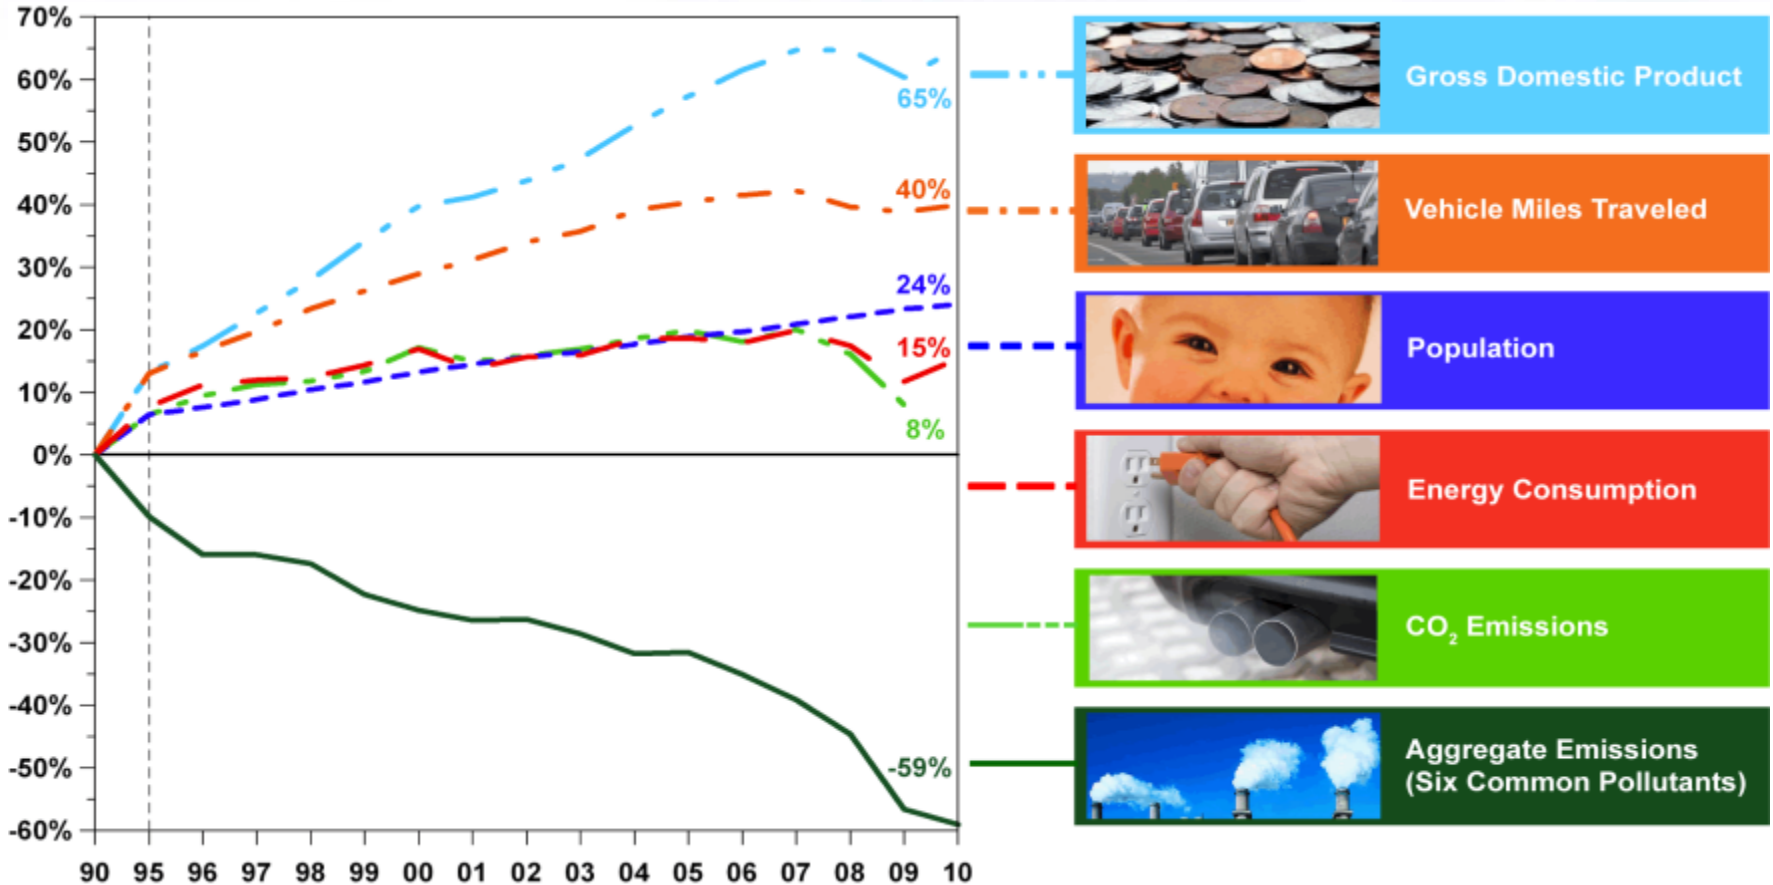 70%
60%
50%
40%
30%
20%
10%
0%
-10%
-20%
-30%
-40%
-50%
-60%
90 95 96 97 98 99 00 01 02 03 04 05 06 07 08 09 10
65%
40%
24%
15%
8%
-59%
Gross Domestic Product
Vehicle Miles Traveled
Population
Energy Consumption
CO₂ Emissions
Aggregate Emissions
(Six Common Pollutants)